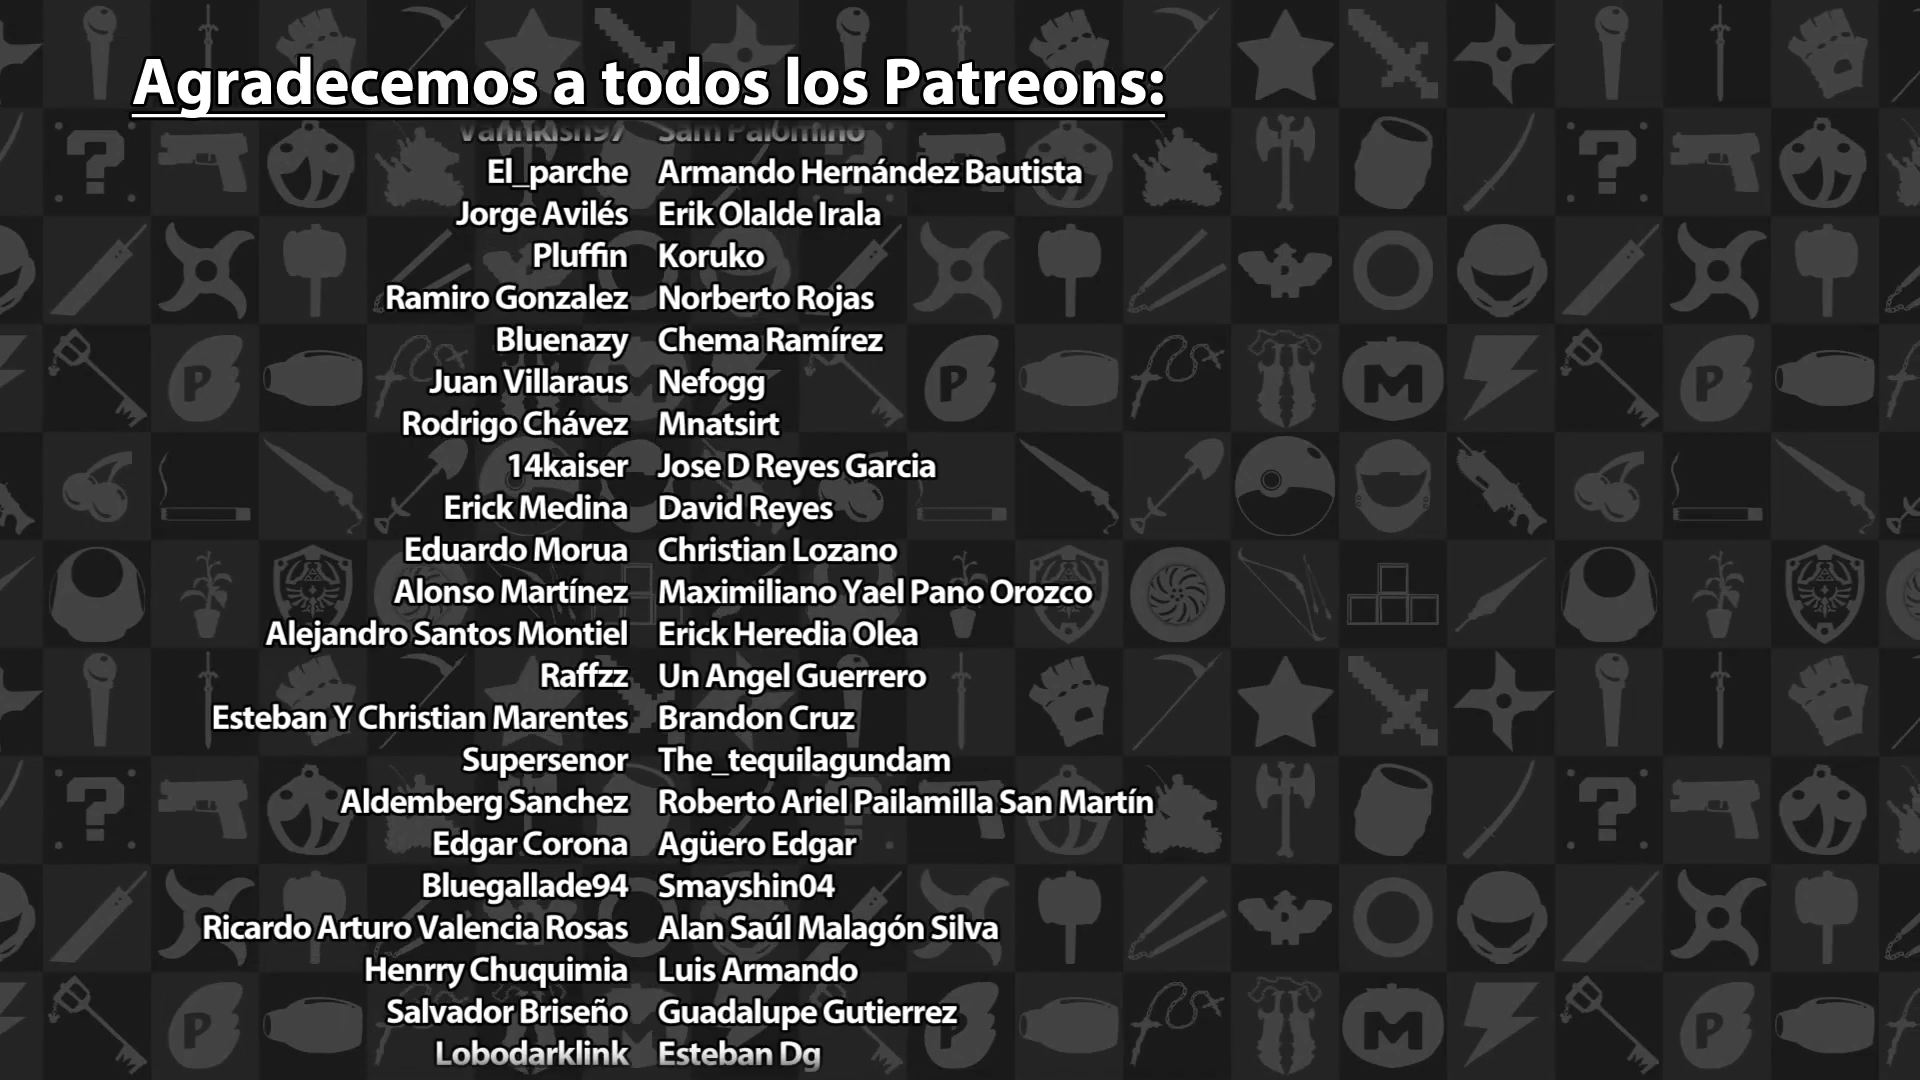 Agradecemos a todos los Patreons:
Vannkish97 Sam Palomino
El_parche Armando Hernández Bautista
Jorge Avilés Erik Olalde Irala
Pluffin Koruko
Ramiro Gonzalez Norberto Rojas
Bluenazy Chema Ramírez
Juan Villaraus Nefogg
Rodrigo Chávez Mnatsirt
14kaiser Jose D Reyes Garcia
Erick Medina David Reyes
Eduardo Morua Christian Lozano
Alonso Martínez Maximiliano Yael Pano Orozco
Alejandro Santos Montiel Erick Heredia Olea
Raffzz Un Angel Guerrero
Esteban Y Christian Marentes Brandon Cruz
Supersenor The_tequilagundam
Aldemberg Sanchez Roberto Ariel Pailamilla San Martín
Edgar Corona Agüero Edgar
Bluegallade94 Smayshin04
Ricardo Arturo Valencia Rosas Alan Saúl Malagón Silva
Henrry Chuquimia Luis Armando
Salvador Briseño Guadalupe Gutierrez
Lobodarklink Esteban Dg